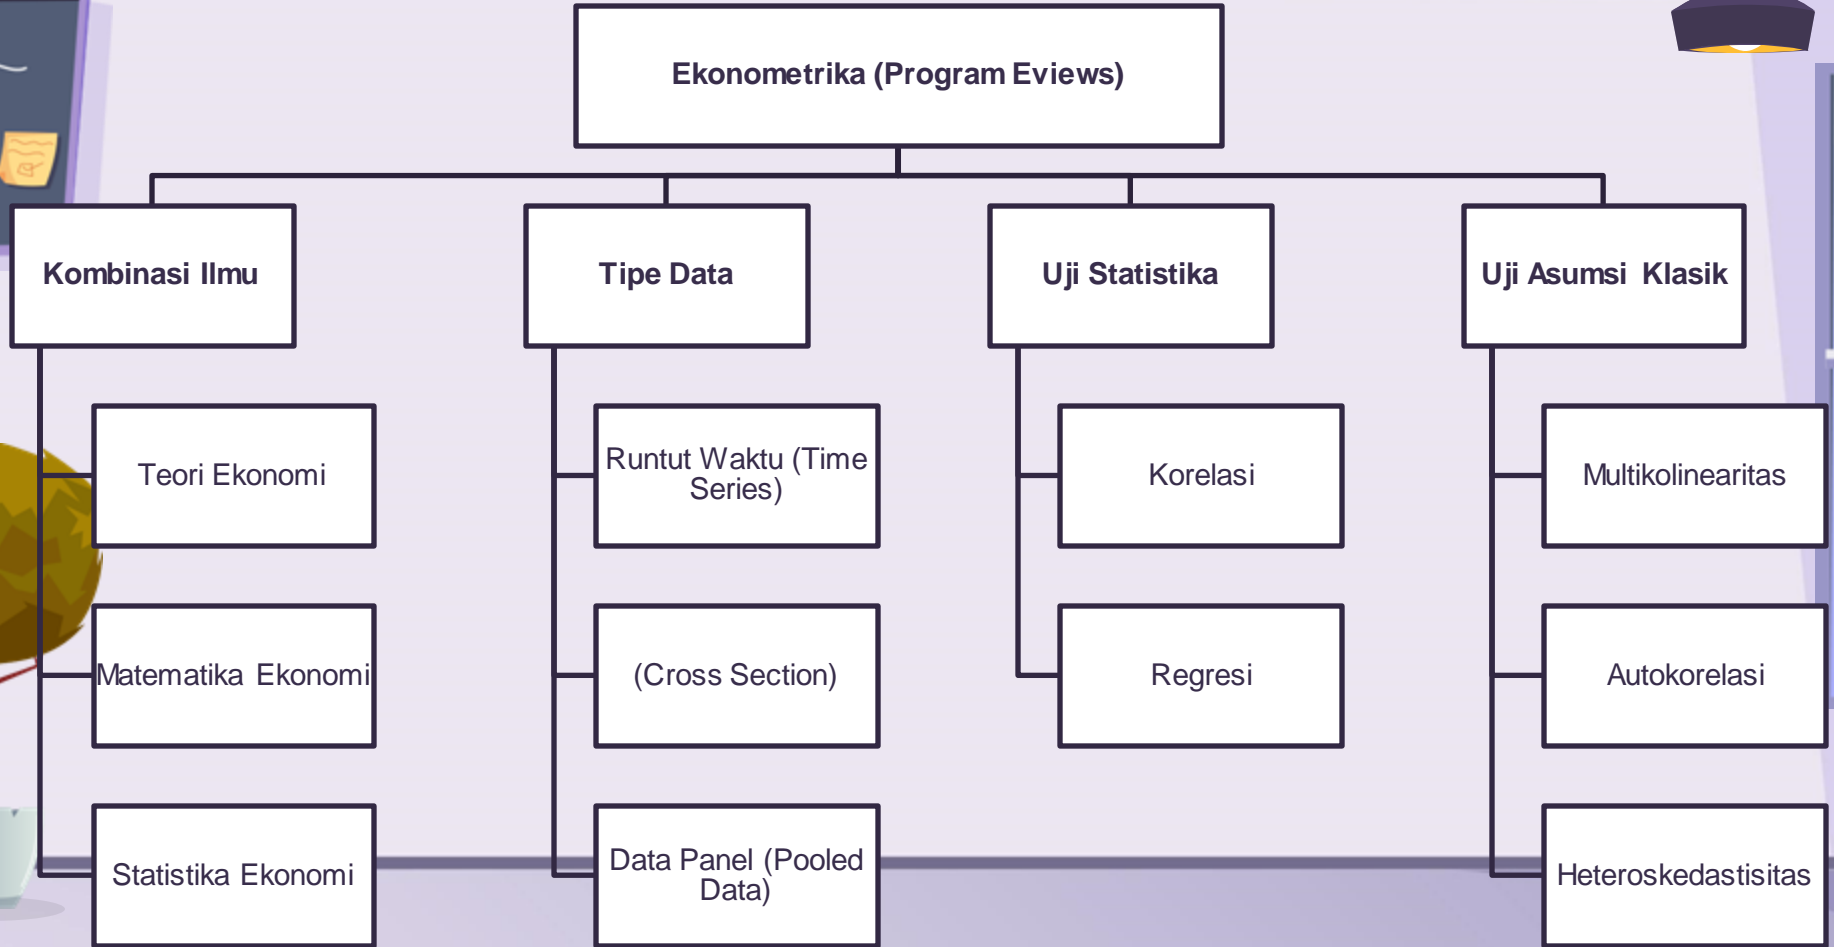 Ekonometrika (Program Eviews)
Kombinasi Ilmu
Teori Ekonomi
Matematika Ekonomi
Statistika Ekonomi
Tipe Data
Runtut Waktu (Time
Series)
(Cross Section)
Data Panel (Pooled
Data)
Uji Statistika
Korelasi
Regresi
Uji Asumsi Klasik
Multikolinearitas
Autokorelasi
Heteroskedastisitas